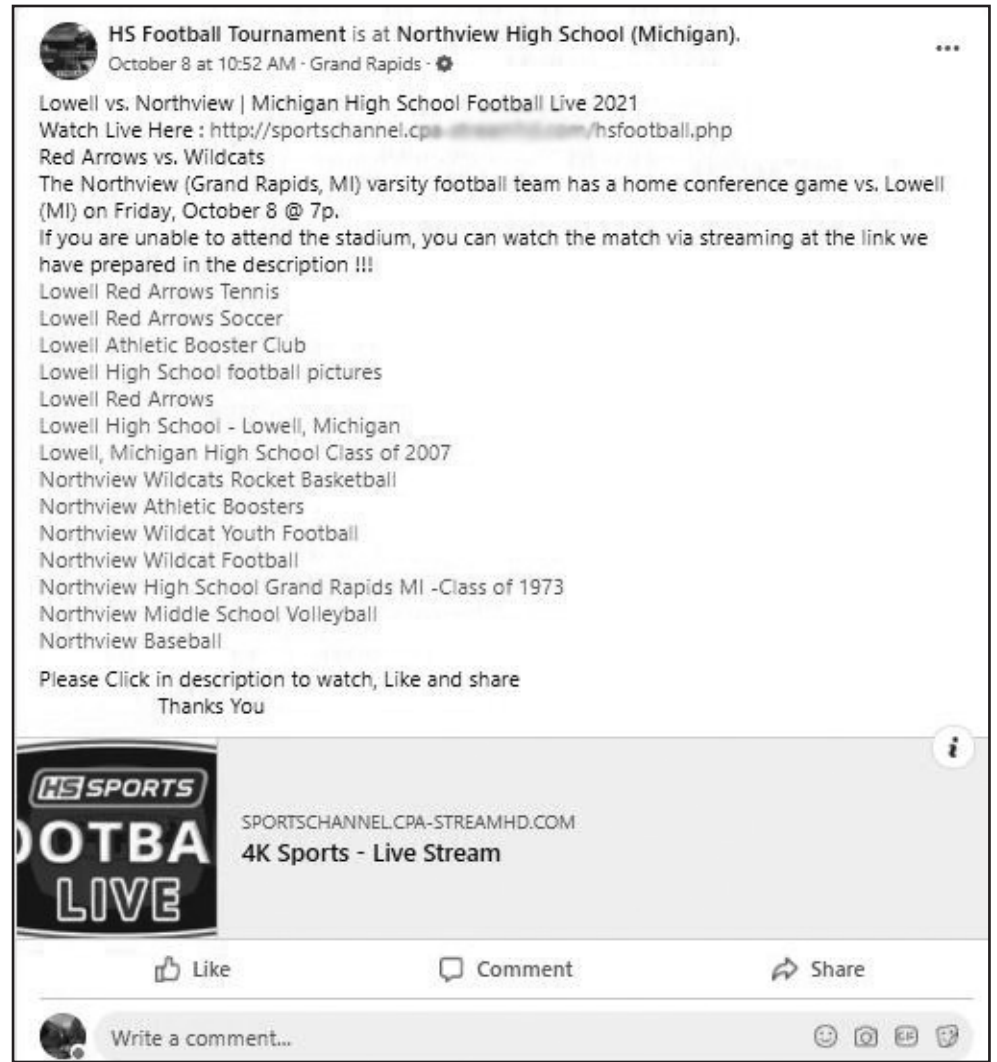 HS Football Tournament is at Northview High School (Michigan).
October 8 at 10:52 AM · Grand Rapids ·
Lowell vs. Northview | Michigan High School Football Live 2021
Watch Live Here : http://sportschannel.cpa /hsfootball.php
Red Arrows vs. Wildcats
The Northview (Grand Rapids, MI) varsity football team has a home conference game vs. Lowell
(MI) on Friday, October 8 @ 7p.
If you are unable to attend the stadium, you can watch the match via streaming at the link we
have prepared in the description !!!
Lowell Red Arrows Tennis
Lowell Red Arrows Soccer
Lowell Athletic Booster Club
Lowell High School football pictures
Lowell Red Arrows
Lowell High School - Lowell, Michigan
Lowell, Michigan High School Class of 2007
Northview Wildcats Rocket Basketball
Northview Athletic Boosters
Northview Wildcat Youth Football
Northview Wildcat Football
Northview High School Grand Rapids MI -Class of 1973
Northview Middle School Volleyball
Northview Baseball
Please Click in description to watch, Like and share
Thanks You
HS SPORTS
OOTBA
LIVE
SPORTSCHANNEL.CPA-STREAMHD.COM
4K Sports - Live Stream
Like
Comment
Share
Write a comment...
GIF